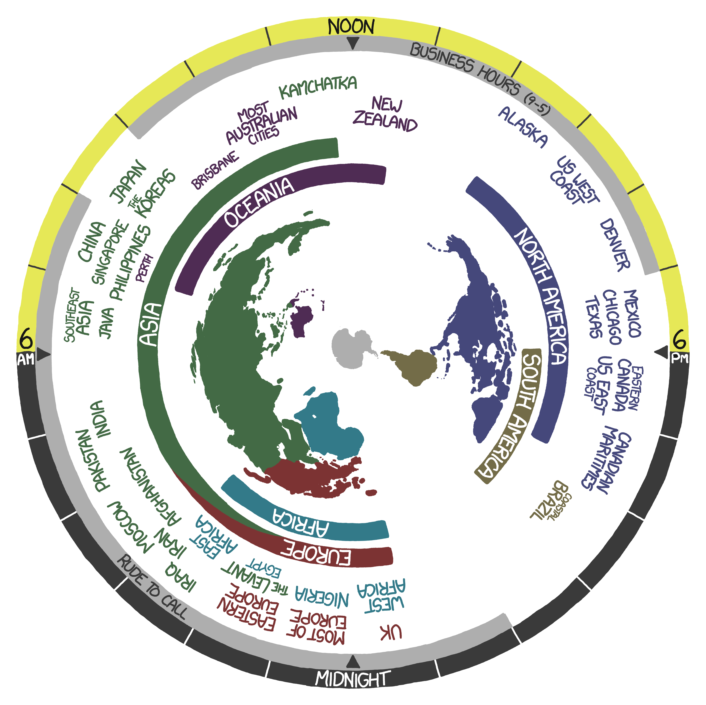 NOON
BUSINESS HOURS (9-5)
KAMCHATKA
MOST
AUSTRALIAN
CITIES
NEW
ZEALAND
BRISBANE
ALASKA
US WEST
COAST
DENVER
JAPAN
THE
KOREAS
OCEANIA
CHINA
SINGAPORE
PHILIPPINES
PERTH
NORTH AMERICA
SOUTHEAST
ASIA
JAVA
ASIA
MEXICO
CHICAGO
TEXAS
6
AM
6
PM
SOUTH AMERICA
EASTERN
CANADA
US EAST
COAST
CANADIAN
MARITIMES
COASTAL
BRAZIL
INDIA
PAKISTAN
AFGHANISTAN
MOSCOW
IRAN
IRAQ
RUDE TO CALL
AFRICA
EUROPE
EAST
AFRICA
EGYPT
THE LEVANT
EASTERN
EUROPE
NIGERIA
MOST OF
EUROPE
WEST
AFRICA
UK
MIDNIGHT